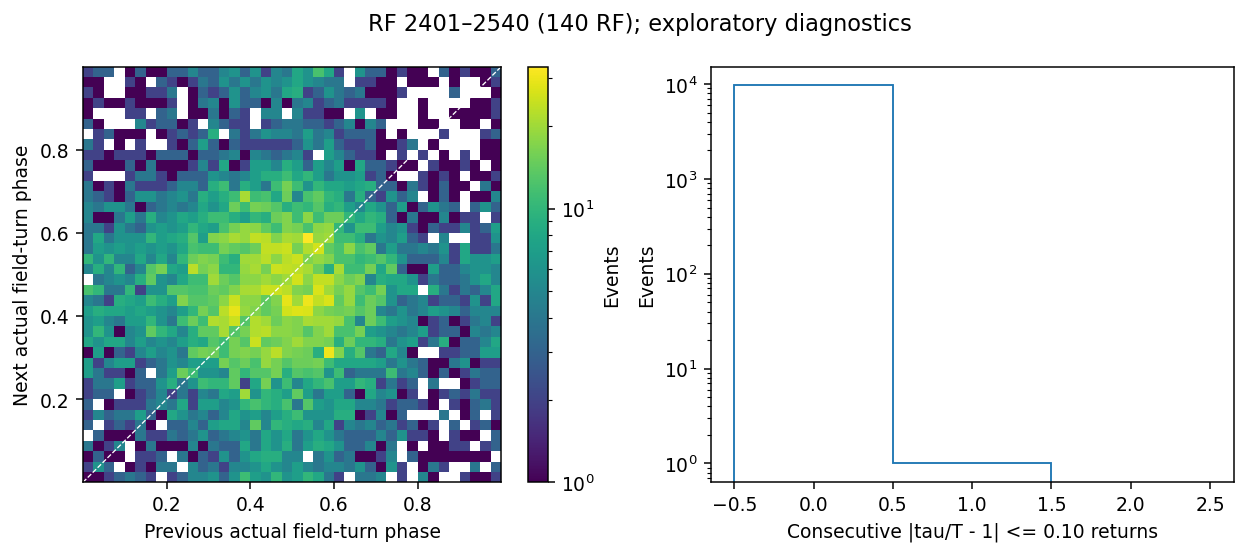 RF 2401–2540 (140 RF); exploratory diagnostics
Next actual field-turn phase
0.8
0.6
0.4
0.2
0.2 0.4 0.6 0.8
Previous actual field-turn phase
10¹
10⁰
Events
Events
10⁴
10³
10²
10¹
10⁰
−0.5 0.0 0.5 1.0 1.5 2.0 2.5
Consecutive |tau/T - 1| <= 0.10 returns